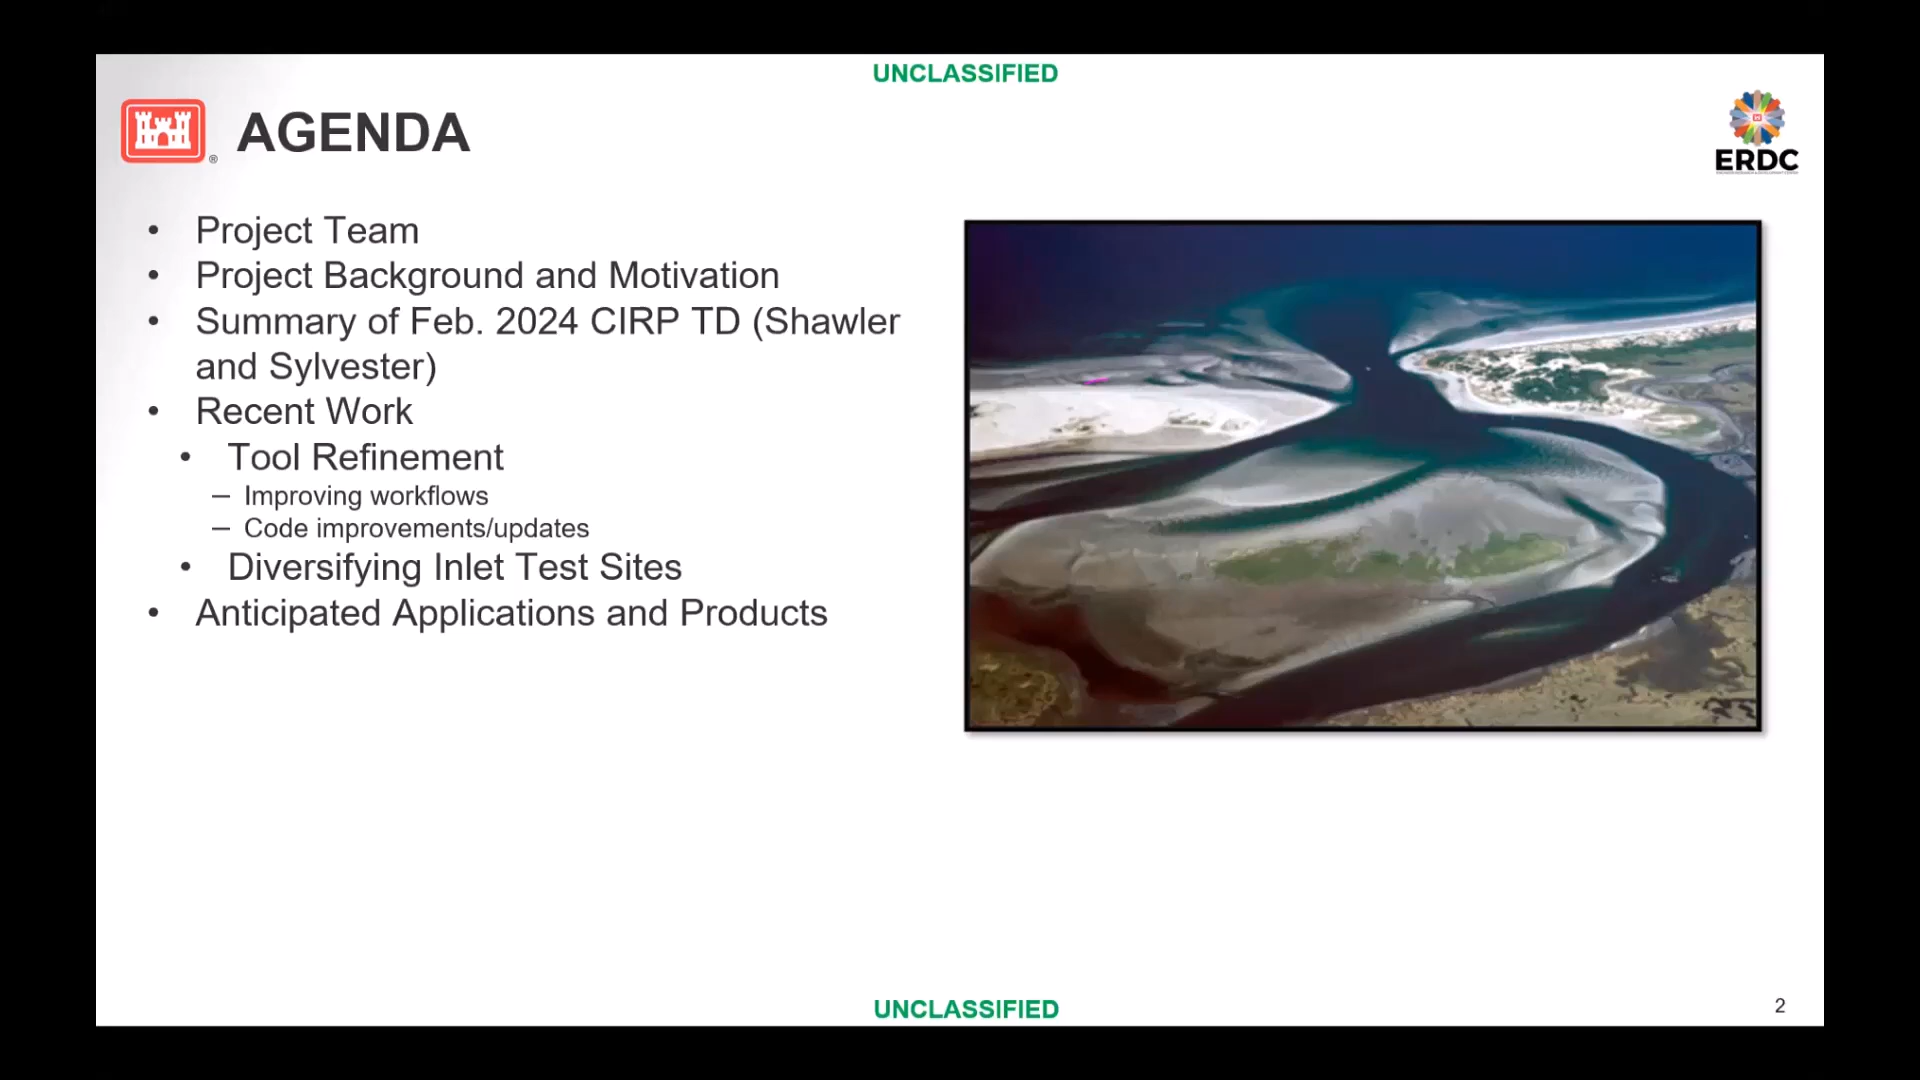 UNCLASSIFIED
® AGENDA
ERDC
• Project Team
• Project Background and Motivation
• Summary of Feb. 2024 CIRP TD (Shawler
and Sylvester)
• Recent Work
• Tool Refinement
– Improving workflows
– Code improvements/updates
• Diversifying Inlet Test Sites
• Anticipated Applications and Products
UNCLASSIFIED
2